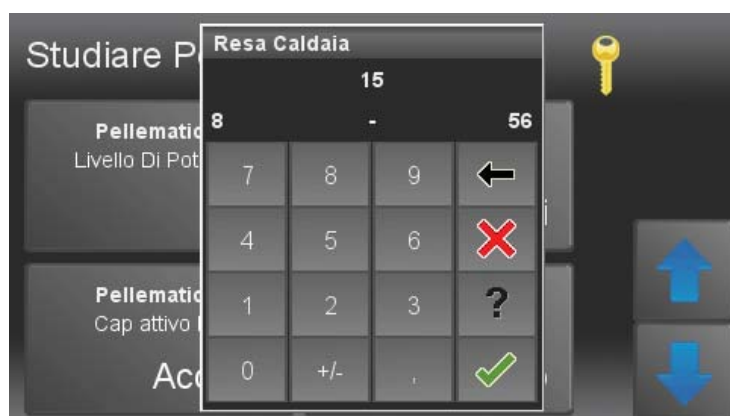 Studiare P
Resa Caldaia
15
8 - 56
Pellematic
Livello Di Pot
i
7 8 9
4 5 6
Pellematic
Cap attivo
1 2 3 ?
Acc
0 +/- ,